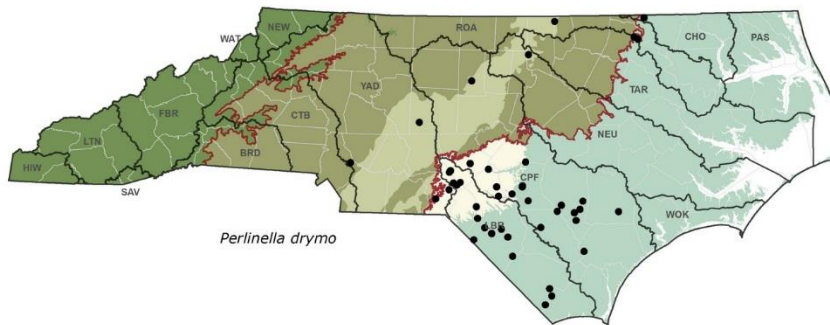 NEW
WAT
ROA
CHO
PAS
YAD
TAR
FBR
CTB
LTN
NEU
BRD
HIW
SAV
CPF
WOK
LBR
Perlinella drymo